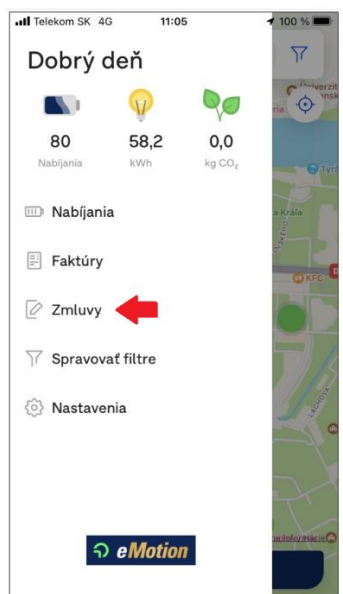 Telekom SK 4G 11:05 100 %
Dobrý deň
80 58,2 0,0
Nabíjania kWh kg CO₂
Nabíjania
Faktúry
Zmluvy
Spravovať filtre
Nastavenia
eMotion
KFC